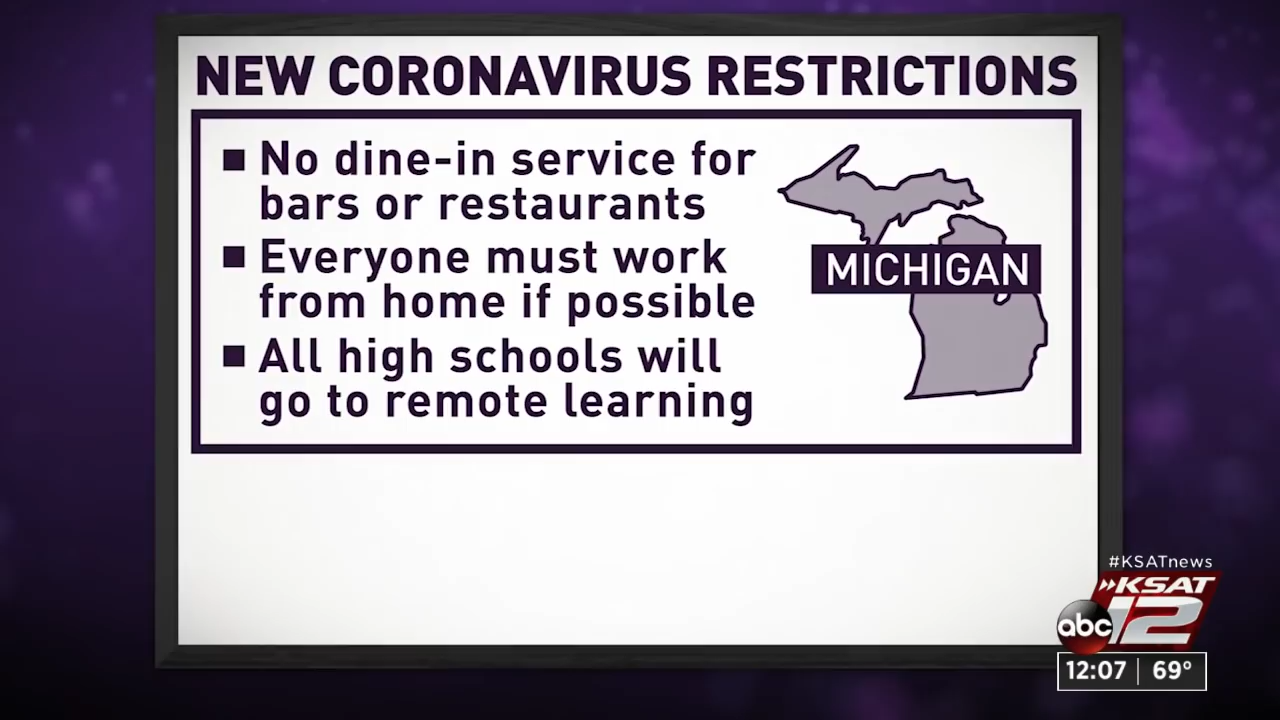 NEW CORONAVIRUS RESTRICTIONS
■ No dine-in service for
bars or restaurants
■ Everyone must work
from home if possible
■ All high schools will
go to remote learning
MICHIGAN
#KSATnews
KSAT
abc 12
12:07 | 69°